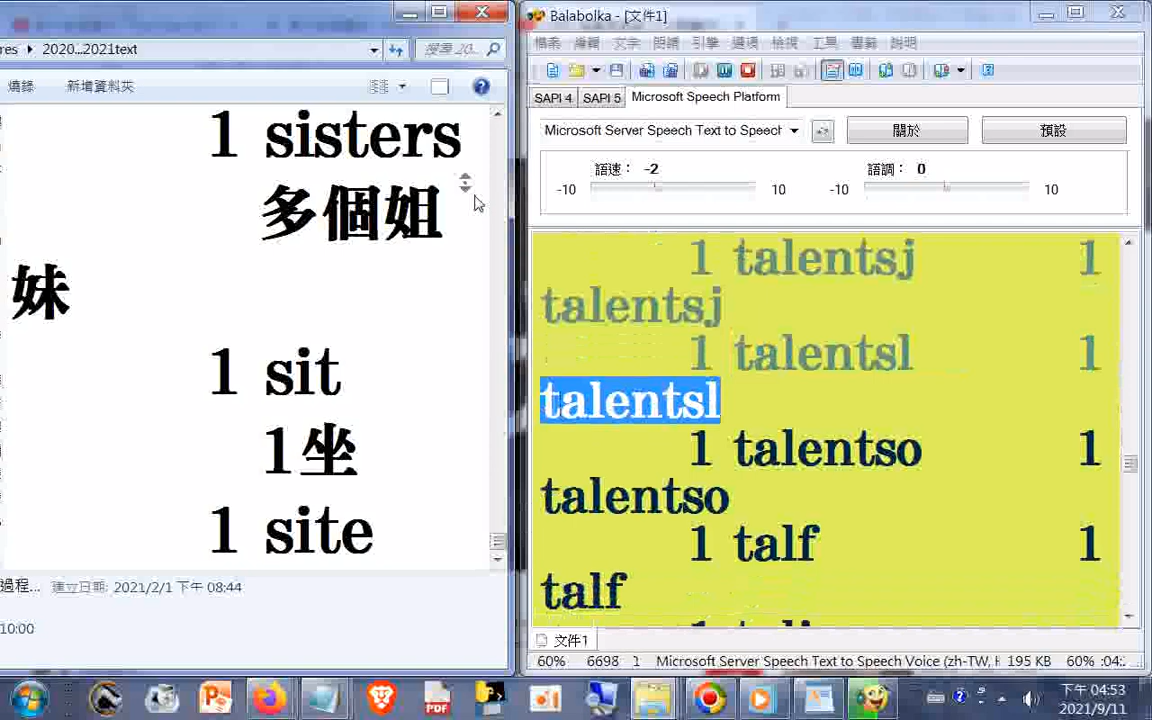 res ▸ 2020...2021text
搜尋 20...
燒錄 新增資料夾
1 sisters
多個姐
妹
1 sit
1坐
1 site
過程... 建立日期: 2021/2/1 下午 08:44
10:00
Balabolka - [文件1]
檔案 編輯 文字 朗讀 引擎 選項 檢視 工具 書籤 說明
SAPI 4 SAPI 5 Microsoft Speech Platform
Microsoft Server Speech Text to Speech 關於 預設
語速： -2 語調： 0
-10 10 -10 10
1 talentsj 1
talentsj
1 talentsl 1
talentsl
1 talentso 1
talentso
1 talf 1
talf
文件1
60% 6698 1 Microsoft Server Speech Text to Speech Voice (zh-TW, H 195 KB 60% :04:
下午 04:53
2021/9/11